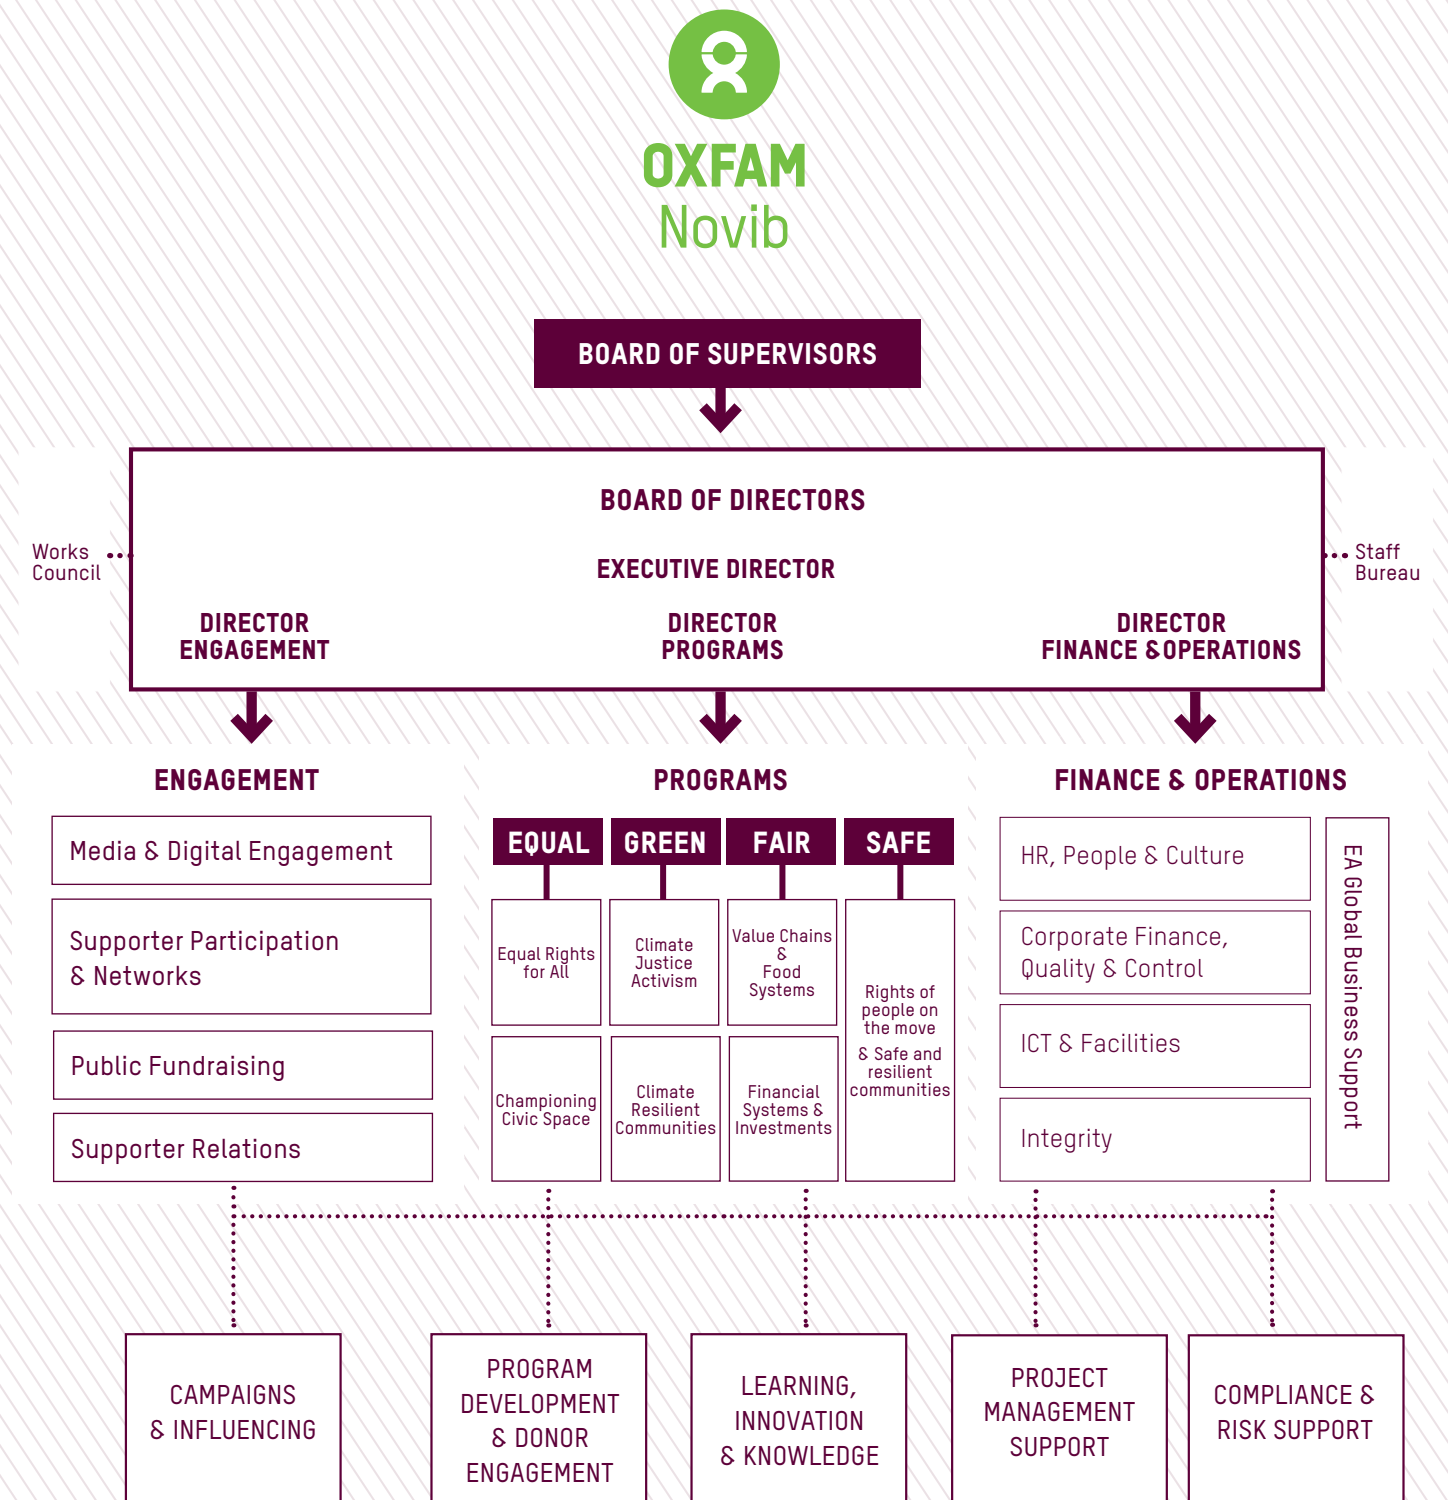 OXFAM
Novib
BOARD OF SUPERVISORS
BOARD OF DIRECTORS
Works
Council
Staff
Bureau
EXECUTIVE DIRECTOR
DIRECTOR
ENGAGEMENT
DIRECTOR
PROGRAMS
DIRECTOR
FINANCE &OPERATIONS
ENGAGEMENT
Media & Digital Engagement
Supporter Participation
& Networks
Public Fundraising
Supporter Relations
PROGRAMS
EQUAL
Equal Rights
for All
Championing
Civic Space
GREEN
Climate
Justice
Activism
Climate
Resilient
Communities
FAIR
Value Chains
&
Food
Systems
Financial
Systems &
Investments
SAFE
Rights of
people on
the move
& Safe and
resilient
communities
FINANCE & OPERATIONS
HR, People & Culture
Corporate Finance,
Quality & Control
ICT & Facilities
Integrity
EA Global Business Support
CAMPAIGNS
& INFLUENCING
PROGRAM
DEVELOPMENT
& DONOR
ENGAGEMENT
LEARNING,
INNOVATION
& KNOWLEDGE
PROJECT
MANAGEMENT
SUPPORT
COMPLIANCE &
RISK SUPPORT